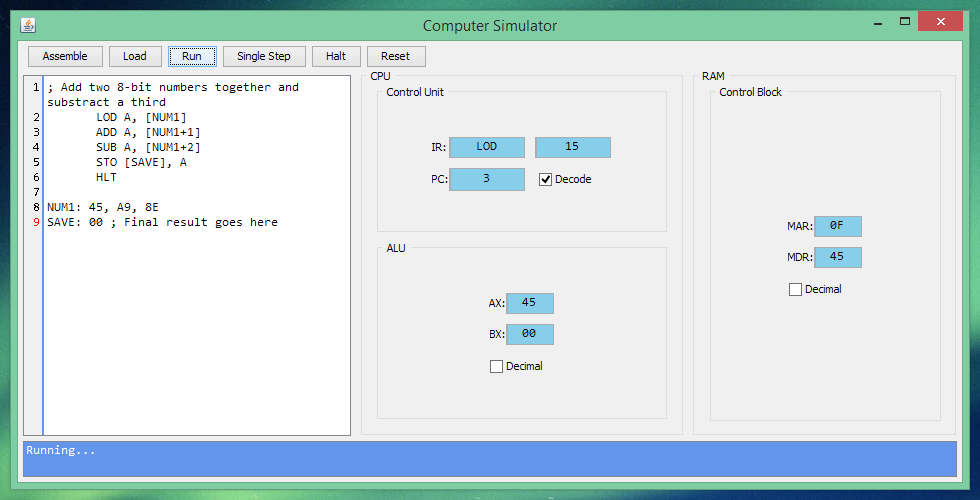 Computer Simulator
Assemble Load Run Single Step Halt Reset
1 ; Add two 8-bit numbers together and
substract a third
2 LOD A, [NUM1]
3 ADD A, [NUM1+1]
4 SUB A, [NUM1+2]
5 STO [SAVE], A
6 HLT
7
8 NUM1: 45, A9, 8E
9 SAVE: 00 ; Final result goes here
CPU
Control Unit
IR: LOD 15
PC: 3 Decode
ALU
AX: 45
BX: 00
Decimal
RAM
Control Block
MAR: 0F
MDR: 45
Decimal
Running...